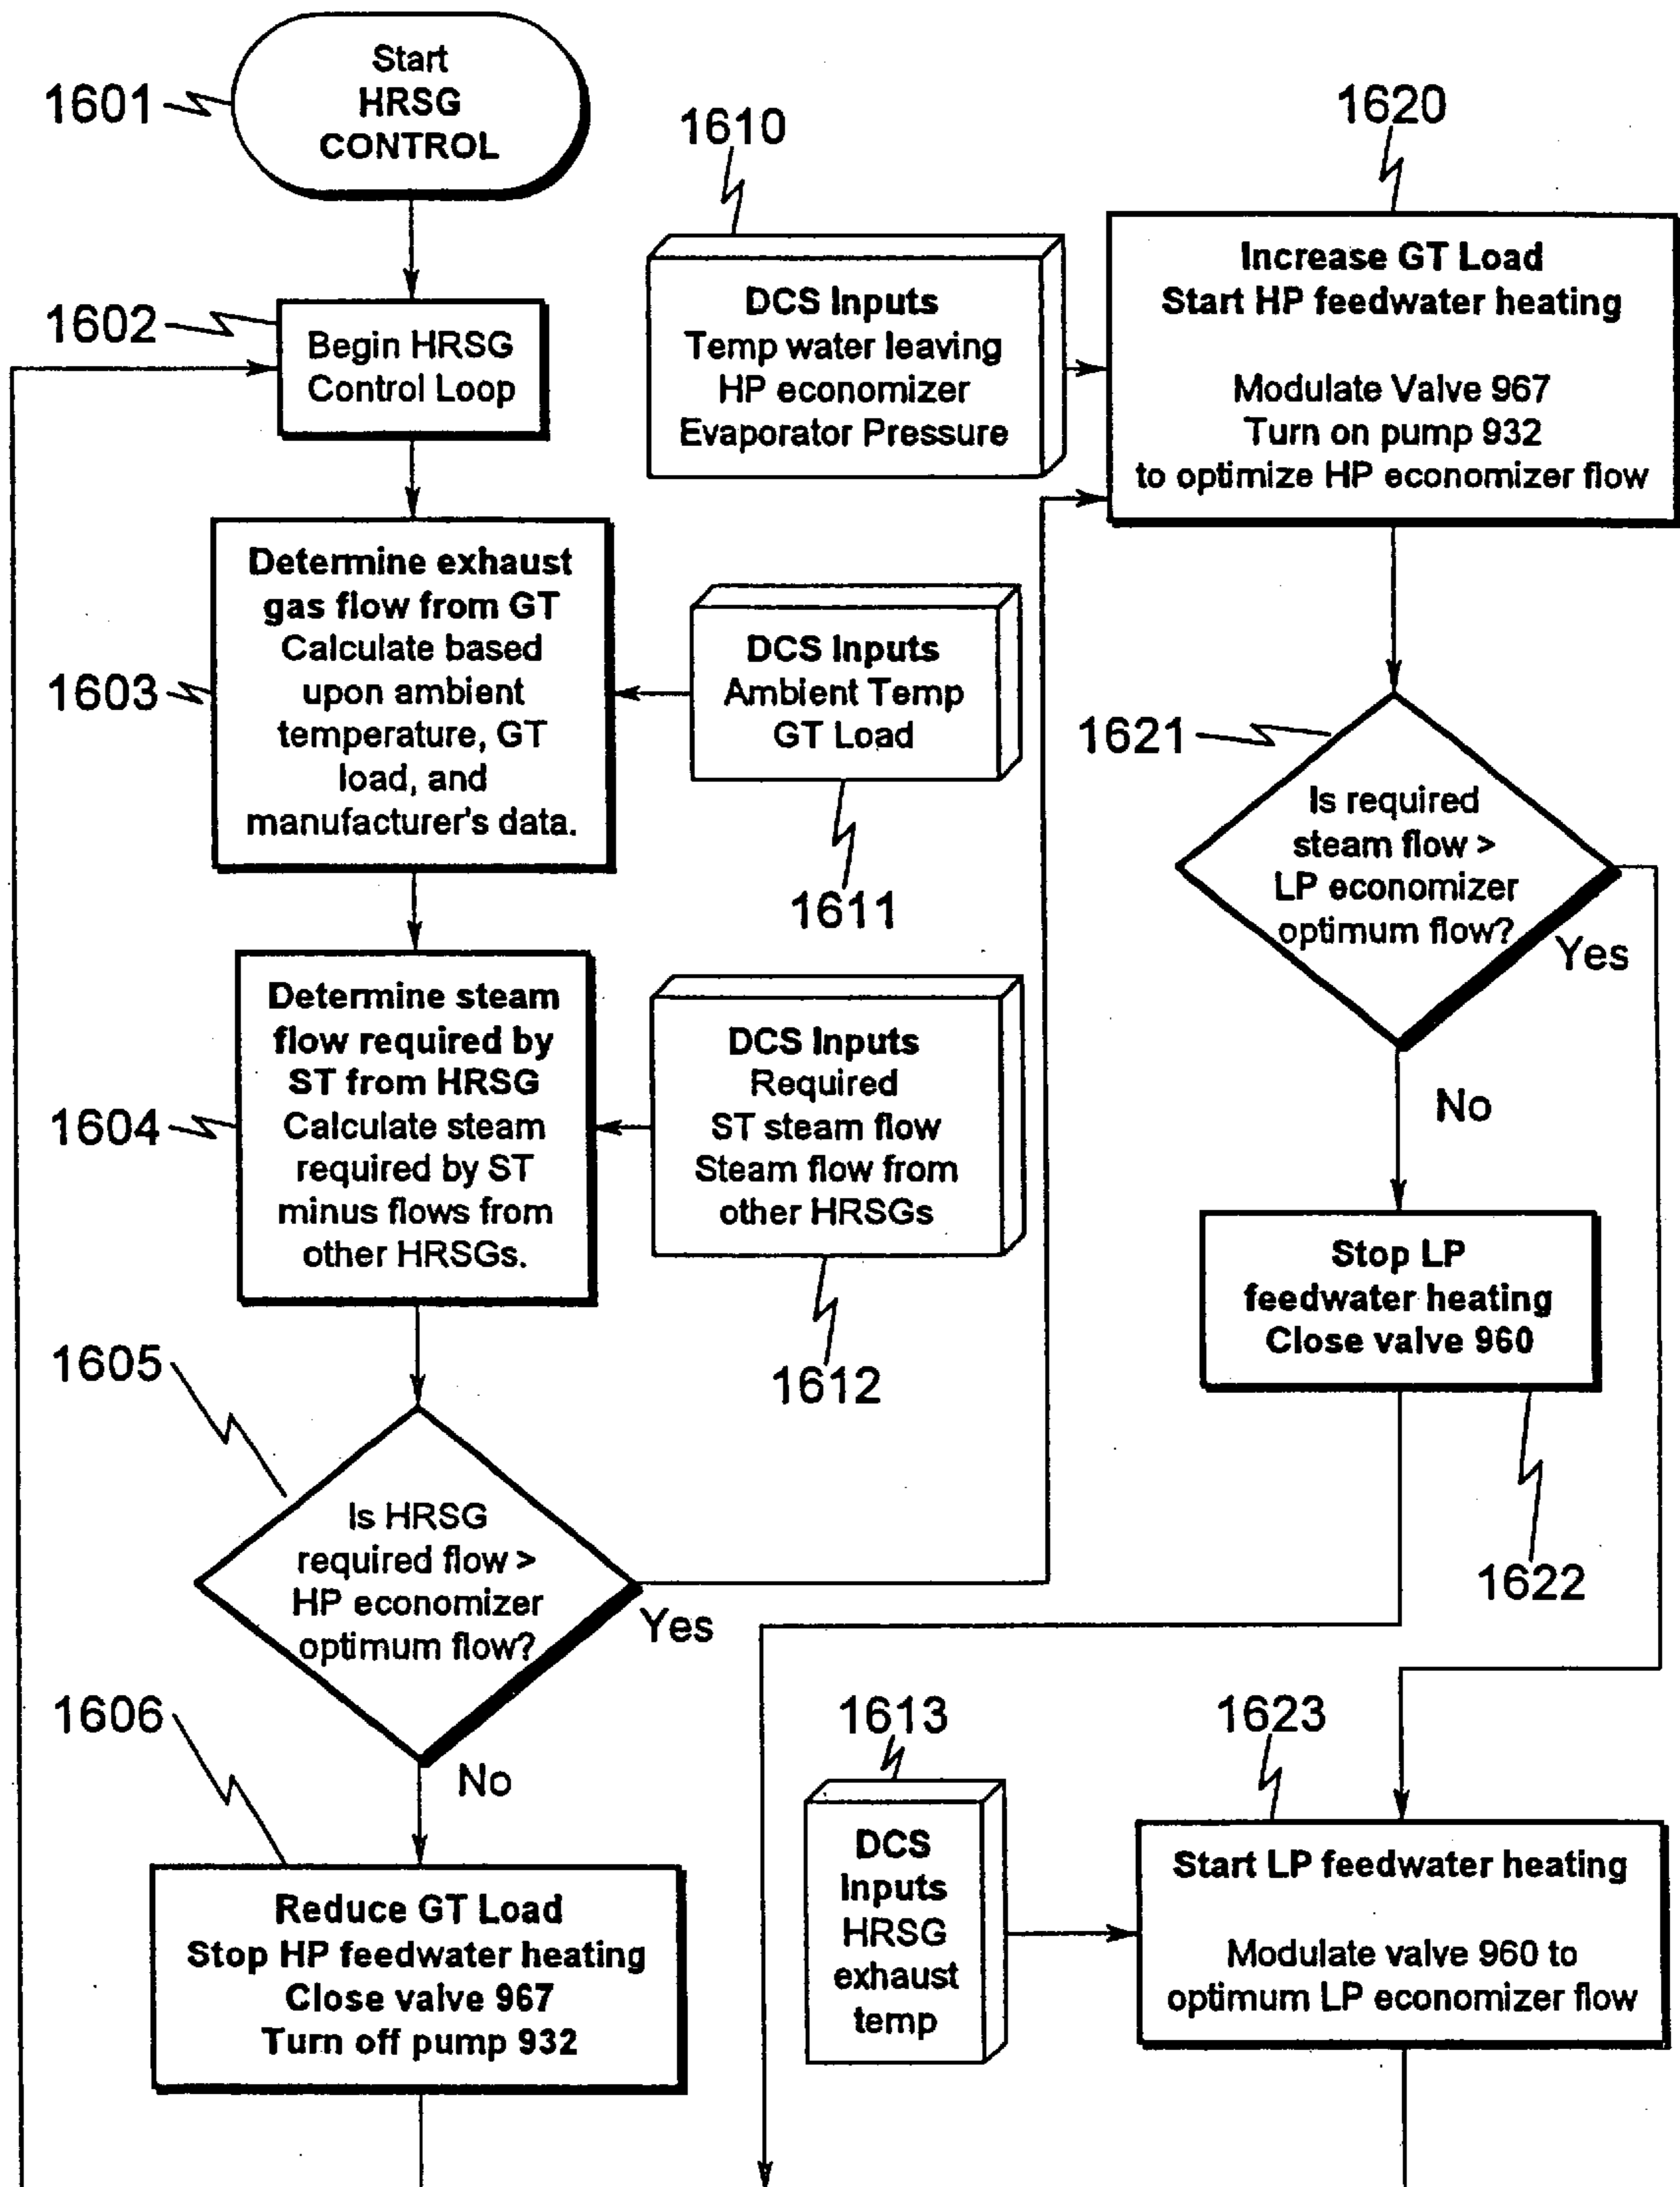 1601
Start
HRSG
CONTROL
1602
Begin HRSG
Control Loop
1603
Determine exhaust
gas flow from GT
Calculate based
upon ambient
temperature, GT
load, and
manufacturer's data.
DCS Inputs
Ambient Temp
GT Load
1611
1604
Determine steam
flow required by
ST from HRSG
Calculate steam
required by ST
minus flows from
other HRSGs.
DCS Inputs
Required
ST steam flow
Steam flow from
other HRSGs
1612
1605
Is HRSG
required flow >
HP economizer
optimum flow?
Yes
No
1606
Reduce GT Load
Stop HP feedwater heating
Close valve 967
Turn off pump 932
1610
DCS Inputs
Temp water leaving
HP economizer
Evaporator Pressure
1620
Increase GT Load
Start HP feedwater heating
Modulate Valve 967
Turn on pump 932
to optimize HP economizer flow
1621
Is required
steam flow >
LP economizer
optimum flow?
Yes
No
Stop LP
feedwater heating
Close valve 960
1622
1613
DCS
Inputs
HRSG
exhaust
temp
1623
Start LP feedwater heating
Modulate valve 960 to
optimum LP economizer flow